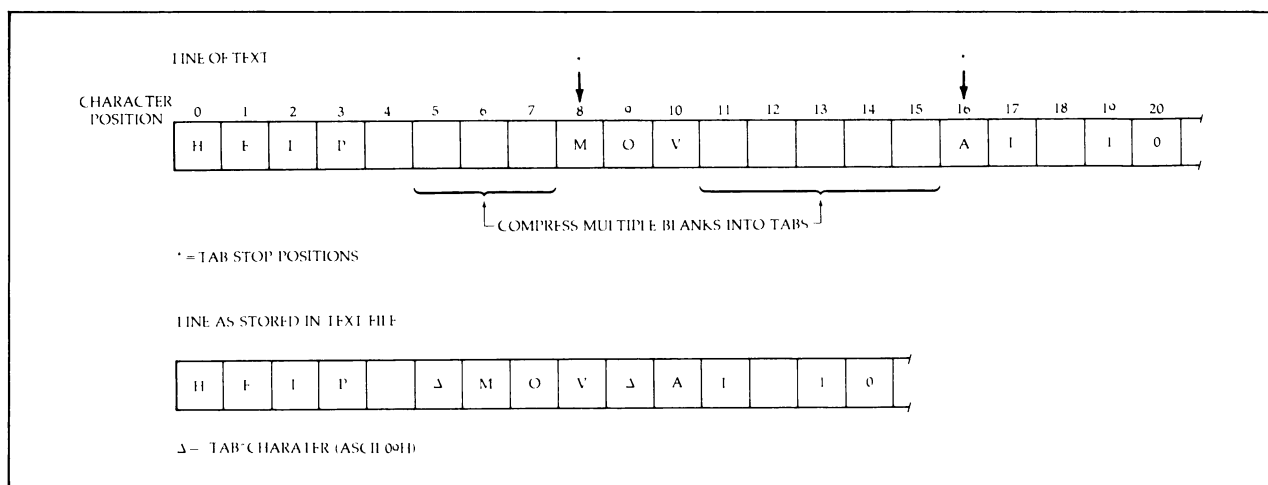 LINE OF TEXT
* *
CHARACTER POSITION
0 1 2 3 4 5 6 7 8 9 10 11 12 13 14 15 16 17 18 19 20
H E L P M O V A L 1 0
COMPRESS MULTIPLE BLANKS INTO TABS
* = TAB STOP POSITIONS
LINE AS STORED IN TEXT FILE
H E L P Δ M O V Δ A L 1 0
Δ = TAB CHARATER (ASCII 09H)